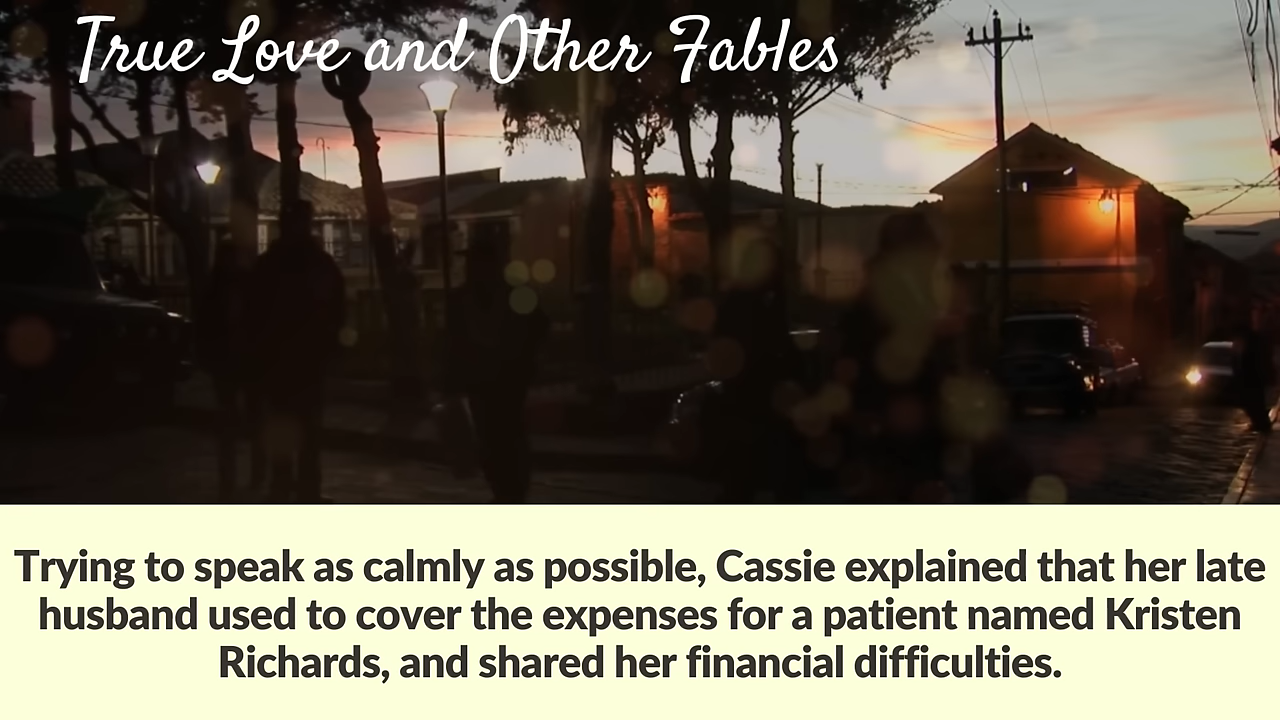 True Love and Other Fables
Trying to speak as calmly as possible, Cassie explained that her late
husband used to cover the expenses for a patient named Kristen
Richards, and shared her financial difficulties.